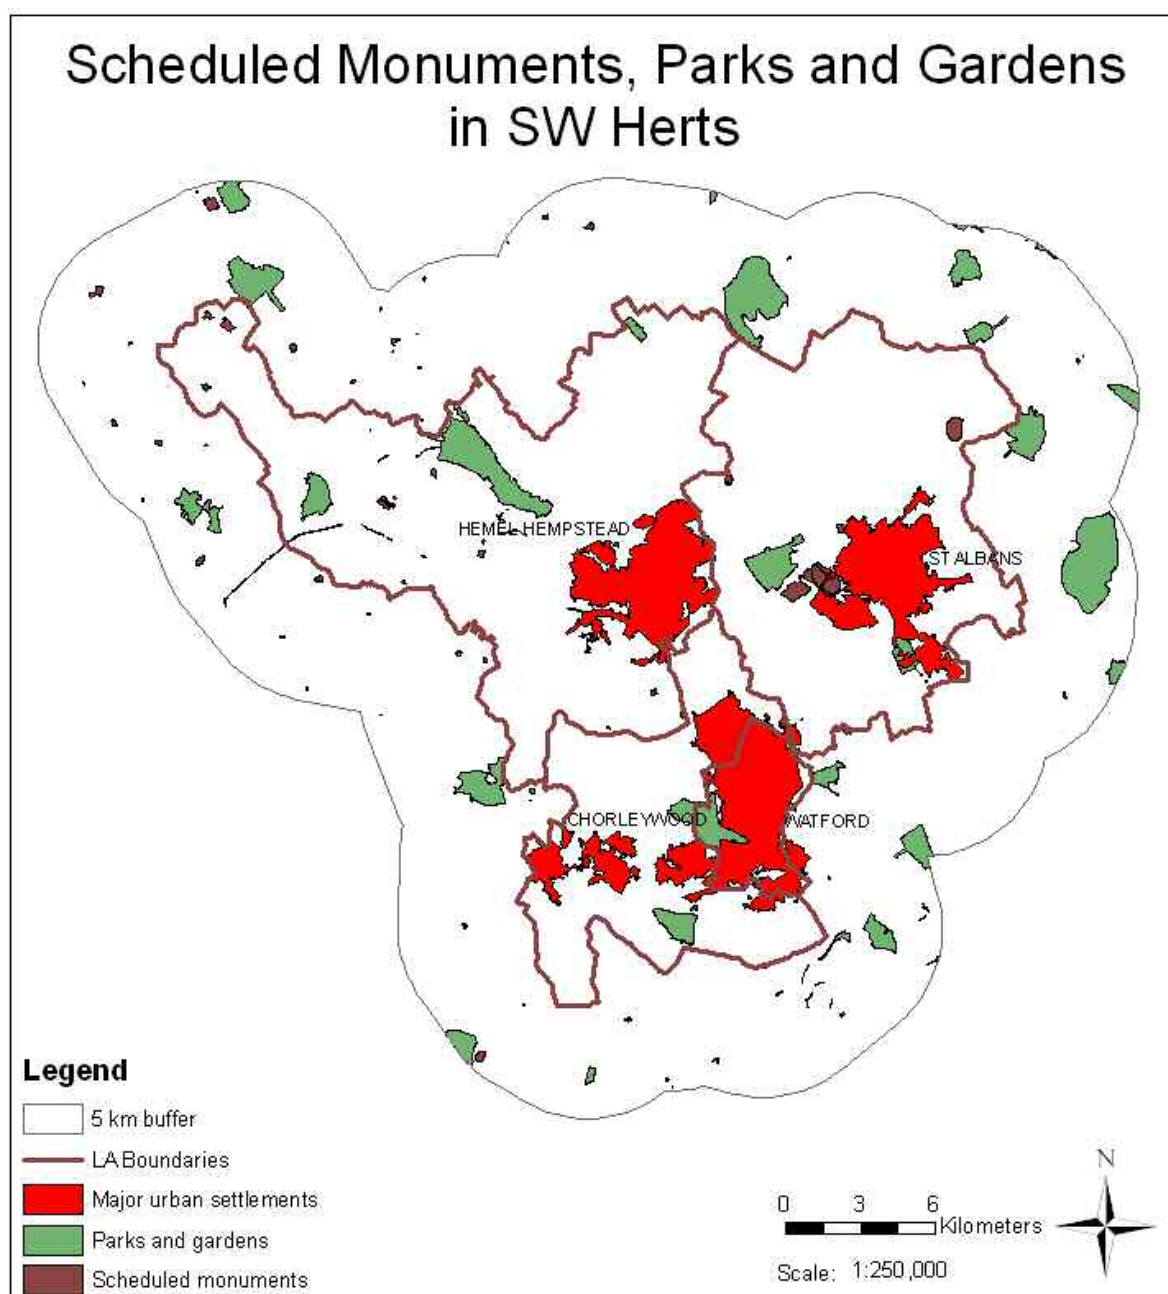 Scheduled Monuments, Parks and Gardens
in SW Herts
HEMEL HEMPSTEAD
ST ALBANS
CHORLEYWOOD
WATFORD
Legend
5 km buffer
LA Boundaries
Major urban settlements
Parks and gardens
Scheduled monuments
N
0 3 6
Kilometers
Scale: 1:250,000